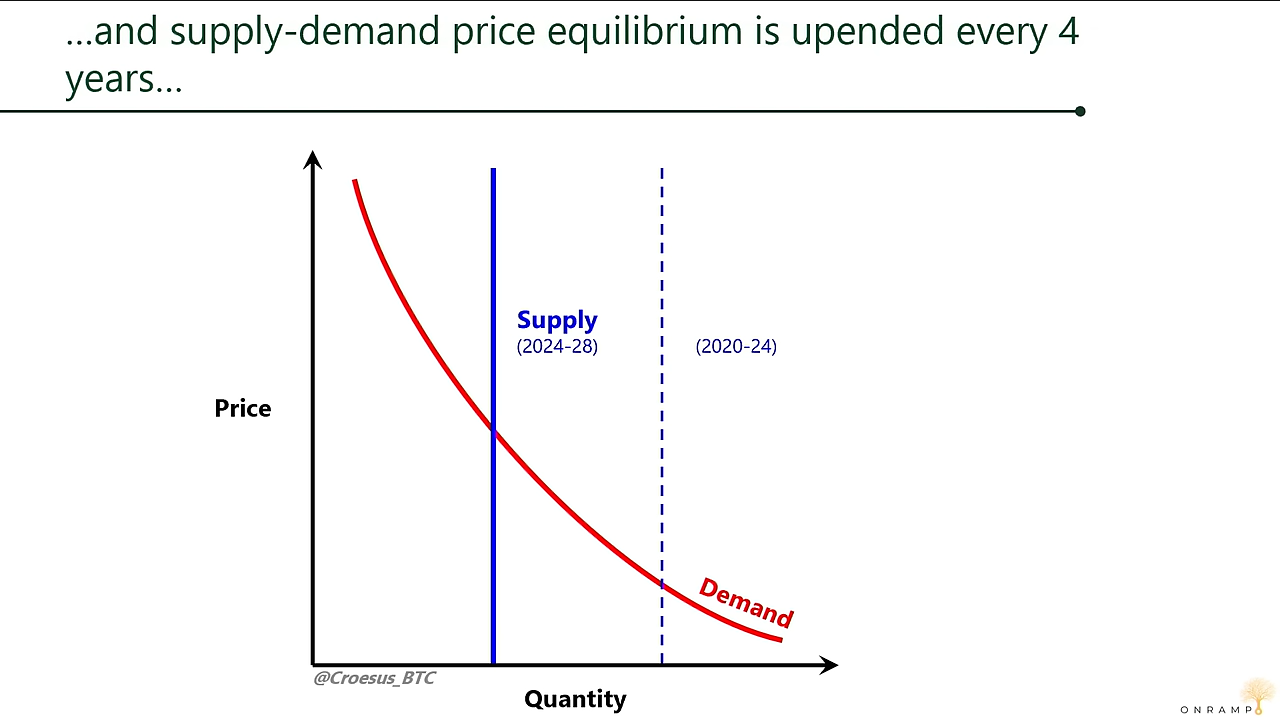 ...and supply-demand price equilibrium is upended every 4
years...
Supply
(2024-28)
(2020-24)
Price
Demand
@Croesus_BTC
Quantity
ONRAMP